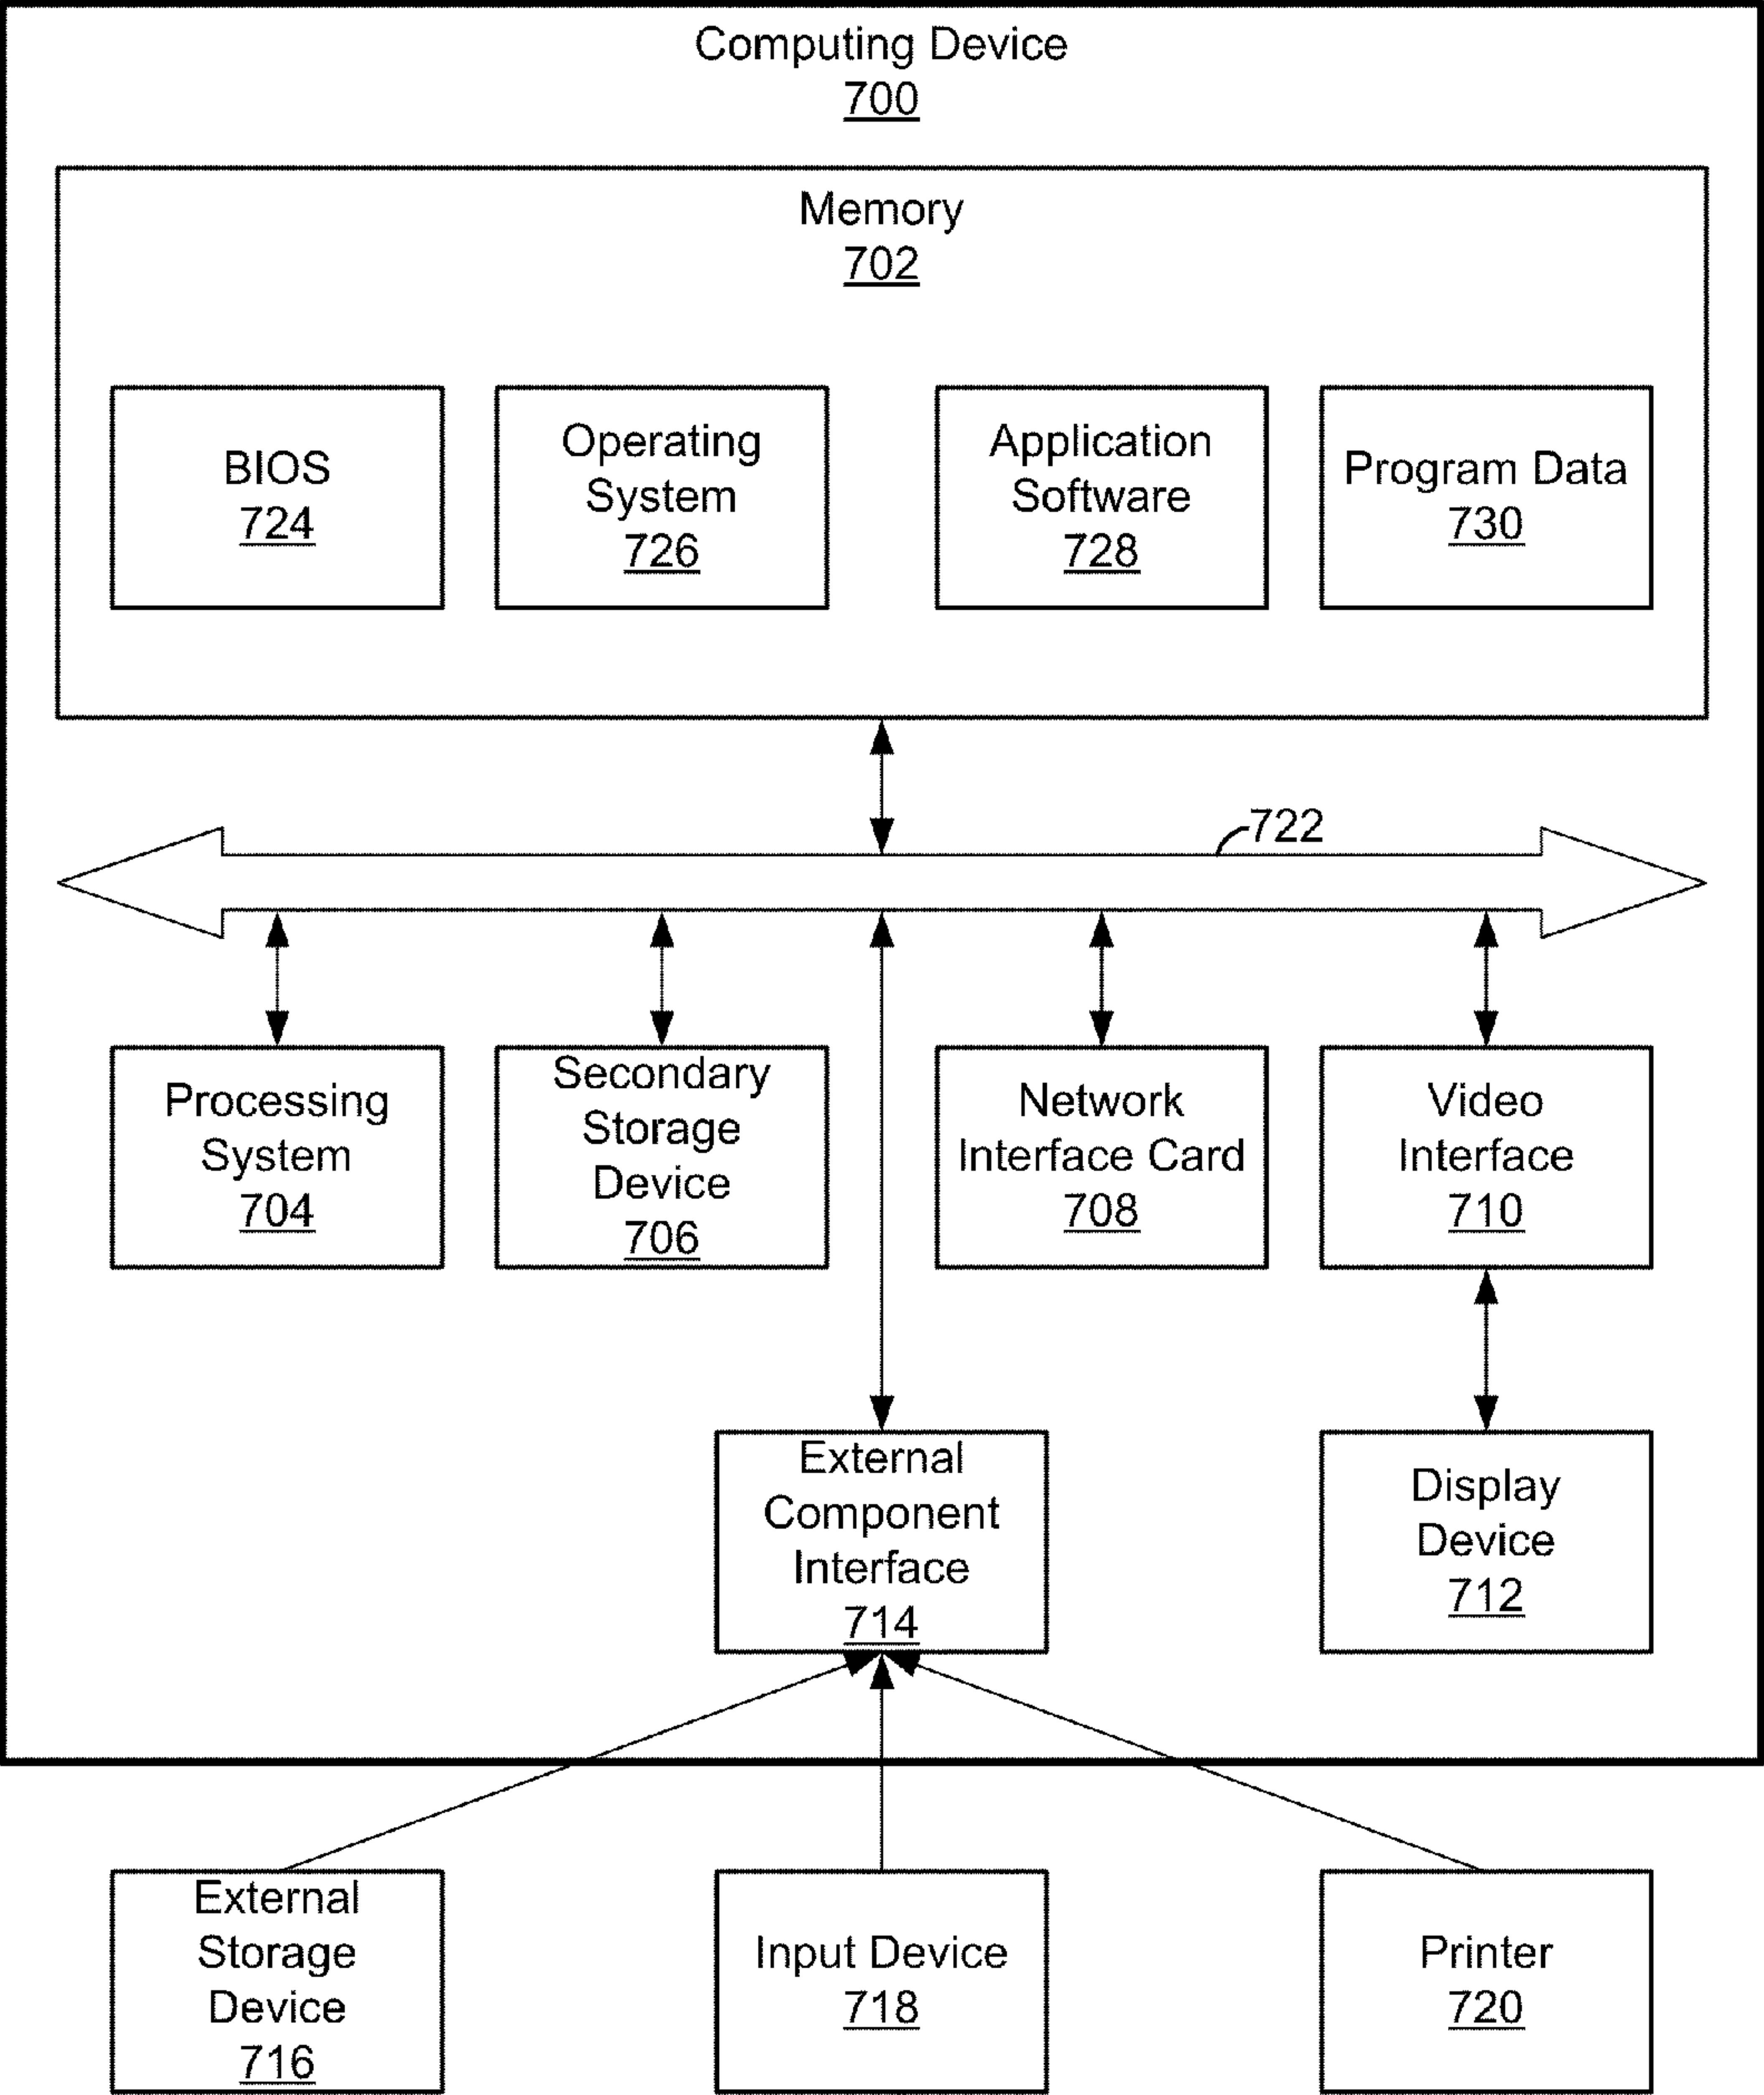 Computing Device
700
Memory
702
BIOS
724
Operating
System
726
Application
Software
728
Program Data
730
722
Processing
System
704
Secondary
Storage
Device
706
Network
Interface Card
708
Video
Interface
710
External
Component
Interface
714
Display
Device
712
External
Storage
Device
716
Input Device
718
Printer
720